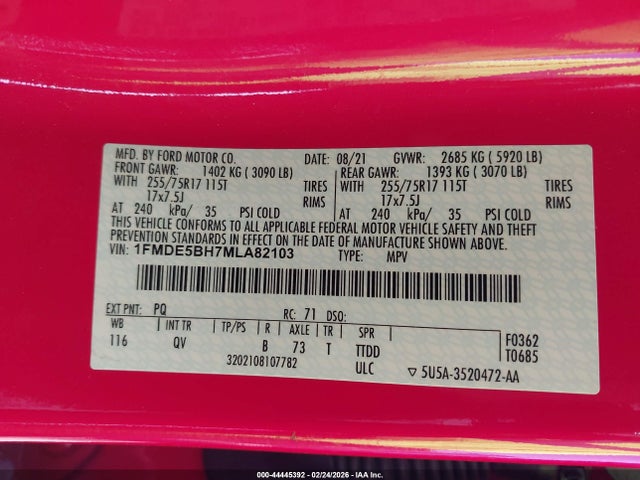 MFD. BY FORD MOTOR CO. DATE: 08/21 GVWR: 2685 KG ( 5920 LB)
FRONT GAWR: 1402 KG ( 3090 LB) REAR GAWR: 1393 KG ( 3070 LB)
WITH 255/75R17 115T TIRES WITH 255/75R17 115T TIRES
17x7.5J RIMS 17x7.5J RIMS
AT 240 kPa/ 35 PSI COLD AT 240 kPa/ 35 PSI COLD
THIS VEHICLE CONFORMS TO ALL APPLICABLE FEDERAL MOTOR VEHICLE SAFETY AND THEFT
PREVENTION STANDARDS IN EFFECT ON THE DATE OF MANUFACTURE SHOWN ABOVE.
VIN: 1FMDE5BH7MLA82103 TYPE: MPV
EXT PNT: PQ RC: 71 DSO:
WB INT TR TP/PS R AXLE TR SPR F0362
116 QV B 73 T TTDD T0685
3202108107782 ULC ▽ 5U5A-3520472-AA
000-44445392 - 02/24/2026 - IAA Inc.